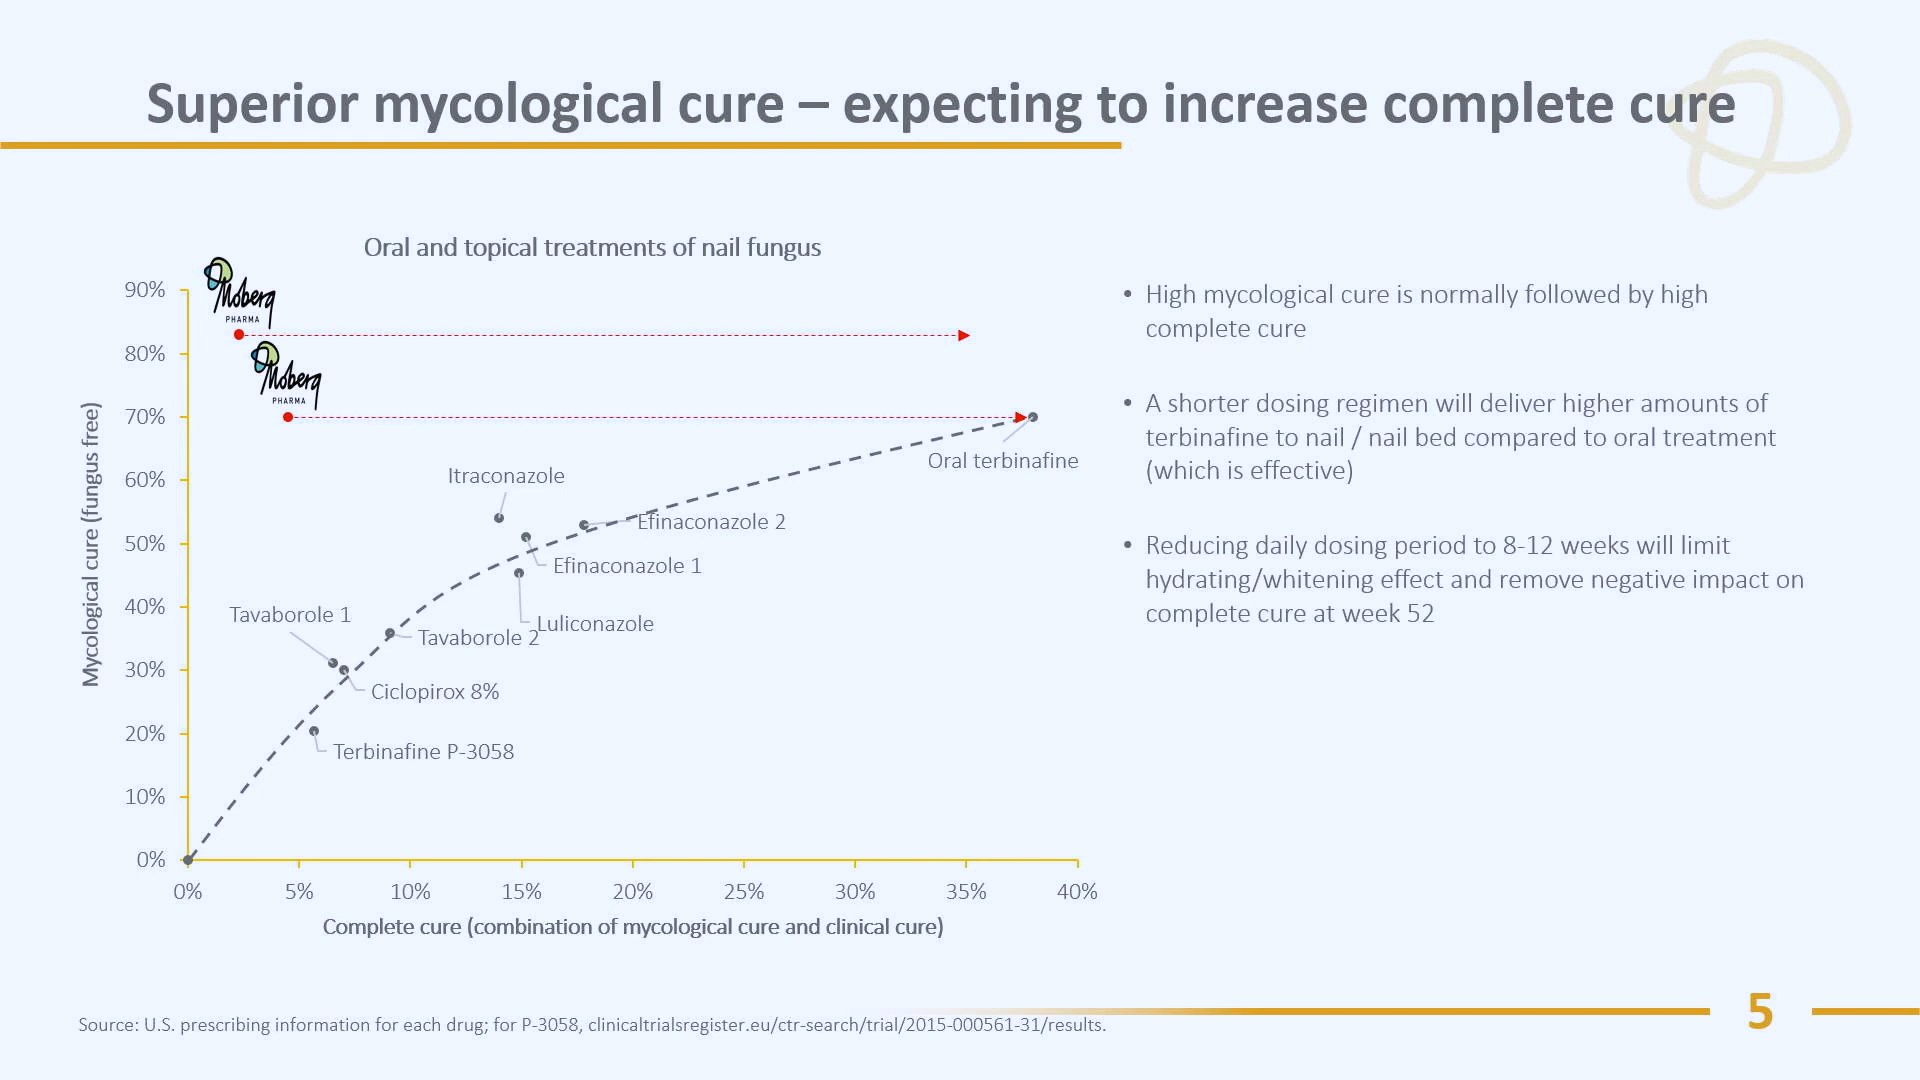 Superior mycological cure – expecting to increase complete cure
Oral and topical treatments of nail fungus
Mycological cure (fungus free)
90%
80%
70%
60%
50%
40%
30%
20%
10%
0%
Moberg
PHARMA
Moberg
PHARMA
Oral terbinafine
Itraconazole
Efinaconazole 2
Efinaconazole 1
Luliconazole
Tavaborole 1
Tavaborole 2
Ciclopirox 8%
Terbinafine P-3058
0%
5%
10%
15%
20%
25%
30%
35%
40%
Complete cure (combination of mycological cure and clinical cure)
• High mycological cure is normally followed by high
complete cure
• A shorter dosing regimen will deliver higher amounts of
terbinafine to nail / nail bed compared to oral treatment
(which is effective)
• Reducing daily dosing period to 8-12 weeks will limit
hydrating/whitening effect and remove negative impact on
complete cure at week 52
Source: U.S. prescribing information for each drug; for P-3058, clinicaltrialsregister.eu/ctr-search/trial/2015-000561-31/results.
5